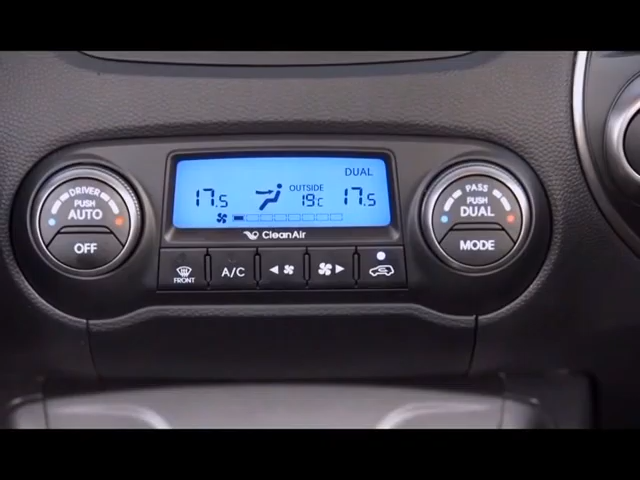 DRIVER
PUSH
AUTO
OFF
DUAL
17.5
OUTSIDE
19C
17.5
CleanAir
FRONT
A/C
PASS
PUSH
DUAL
MODE